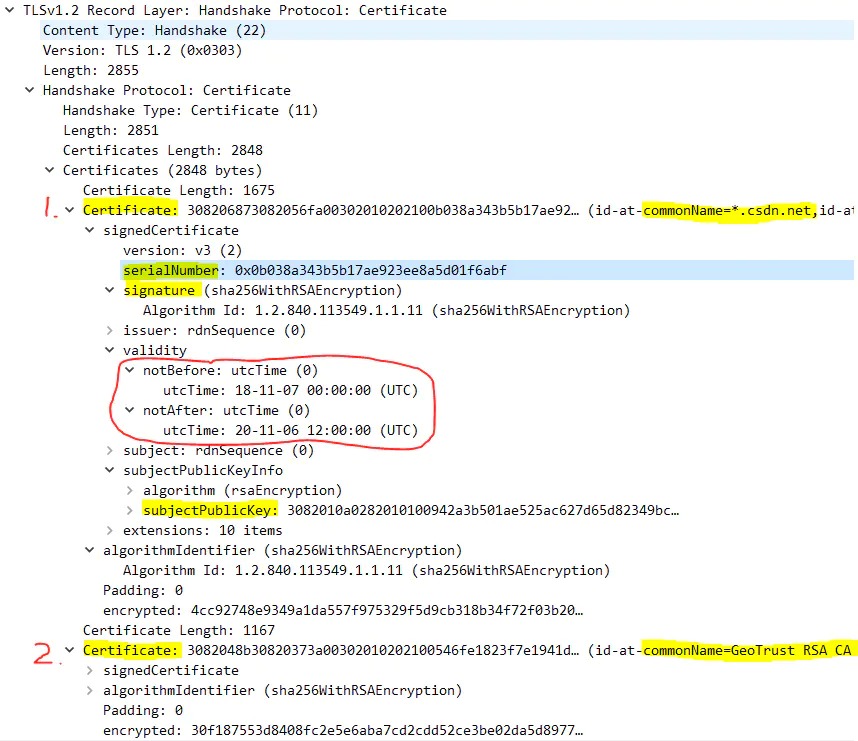 TLSv1.2 Record Layer: Handshake Protocol: Certificate
Content Type: Handshake (22)
Version: TLS 1.2 (0x0303)
Length: 2855
Handshake Protocol: Certificate
Handshake Type: Certificate (11)
Length: 2851
Certificates Length: 2848
Certificates (2848 bytes)
Certificate Length: 1675
1. Certificate: 308206873082056fa00302010202100b038a343b5b17ae92… (id-at-commonName=*.csdn.net,id-at
signedCertificate
version: v3 (2)
serialNumber: 0x0b038a343b5b17ae923ee8a5d01f6abf
signature (sha256WithRSAEncryption)
Algorithm Id: 1.2.840.113549.1.1.11 (sha256WithRSAEncryption)
issuer: rdnSequence (0)
validity
notBefore: utcTime (0)
utcTime: 18-11-07 00:00:00 (UTC)
notAfter: utcTime (0)
utcTime: 20-11-06 12:00:00 (UTC)
subject: rdnSequence (0)
subjectPublicKeyInfo
algorithm (rsaEncryption)
subjectPublicKey: 3082010a0282010100942a3b501ae525ac627d65d82349bc…
extensions: 10 items
algorithmIdentifier (sha256WithRSAEncryption)
Algorithm Id: 1.2.840.113549.1.1.11 (sha256WithRSAEncryption)
Padding: 0
encrypted: 4cc92748e9349a1da557f975329f5d9cb318b34f72f03b20…
Certificate Length: 1167
2. Certificate: 3082048b30820373a00302010202100546fe1823f7e1941d… (id-at-commonName=GeoTrust RSA CA
signedCertificate
algorithmIdentifier (sha256WithRSAEncryption)
Padding: 0
encrypted: 30f187553d8408fc2e5e6aba7cd2cdd52ce3be02da5d8977…